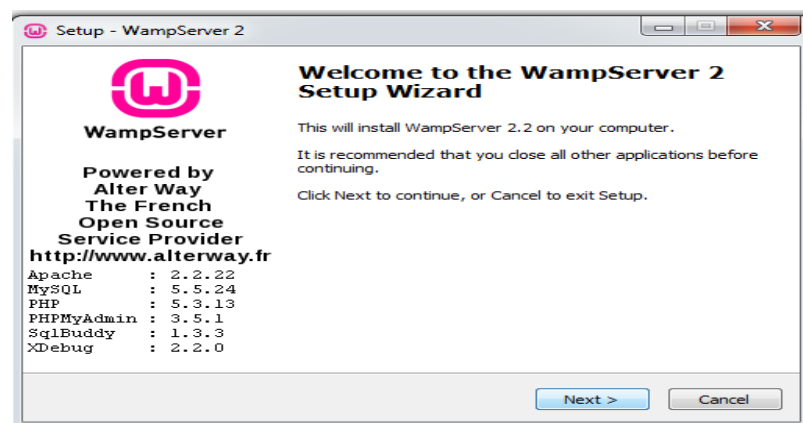 Setup - WampServer 2
WampServer
Powered by
Alter Way
The French
Open Source
Service Provider
http://www.alterway.fr
Apache : 2.2.22
MySQL : 5.5.24
PHP : 5.3.13
PHPMyAdmin : 3.5.1
SqlBuddy : 1.3.3
XDebug : 2.2.0
Welcome to the WampServer 2
Setup Wizard
This will install WampServer 2.2 on your computer.
It is recommended that you close all other applications before
continuing.
Click Next to continue, or Cancel to exit Setup.
Next >
Cancel